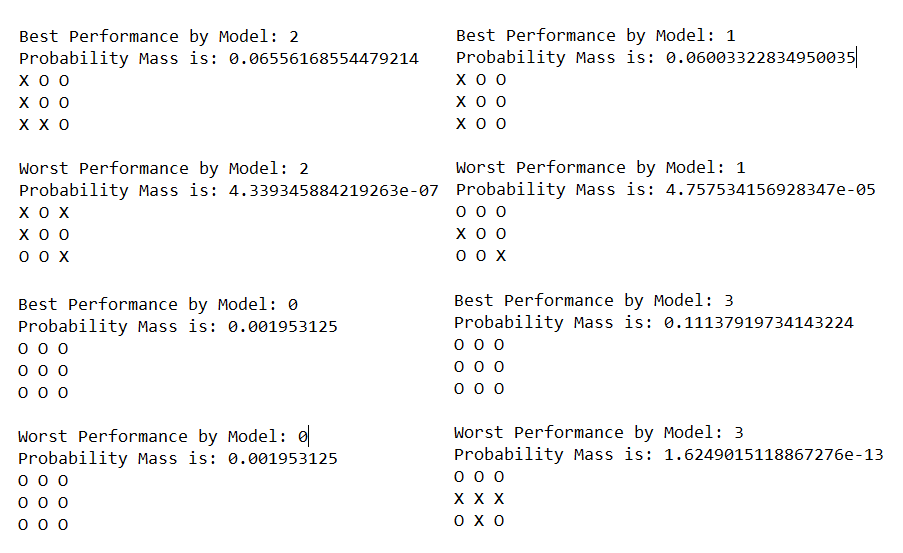 Best Performance by Model: 2
Probability Mass is: 0.06556168554479214
X O O
X O O
X X O
Worst Performance by Model: 2
Probability Mass is: 4.339345884219263e-07
X O X
X O O
O O X
Best Performance by Model: 0
Probability Mass is: 0.001953125
O O O
O O O
O O O
Worst Performance by Model: 0
Probability Mass is: 0.001953125
O O O
O O O
O O O
Best Performance by Model: 1
Probability Mass is: 0.06003322834950035
X O O
X O O
X O O
Worst Performance by Model: 1
Probability Mass is: 4.757534156928347e-05
O O O
X O O
O O X
Best Performance by Model: 3
Probability Mass is: 0.11137919734143224
O O O
O O O
O O O
Worst Performance by Model: 3
Probability Mass is: 1.6249015118867276e-13
O O O
X X X
O X O